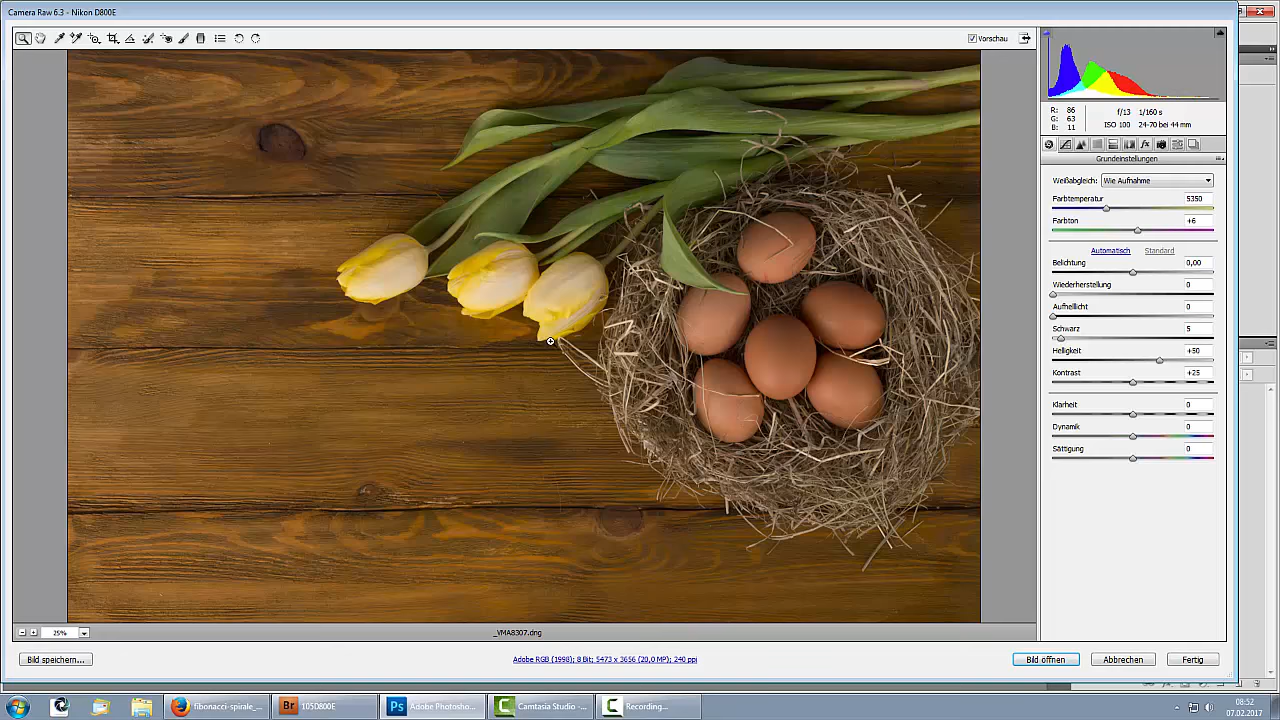 Camera Raw 6.3 - Nikon D800E
Vorschau
R: 86
G: 63
B: 11
f/13 1/160 s
ISO 100 24-70 bei 44 mm
Grundeinstellungen
Weißabgleich: Wie Aufnahme
Farbtemperatur 5350
Farbton +6
Automatisch Standard
Belichtung 0,00
Wiederherstellung 0
Aufhelllicht 0
Schwarz 5
Helligkeit +50
Kontrast +25
Klarheit 0
Dynamik 0
Sättigung 0
25%
_VMA8307.dng
Bild speichern...
Adobe RGB (1998); 8 Bit; 5473 x 3656 (20,0 MP); 240 ppi
Bild öffnen
Abbrechen
Fertig
fibonacci-spirale_...
Br 105D800E
Ps Adobe Photosho...
Camtasia Studio -...
Recording...
08:52
07.02.2017